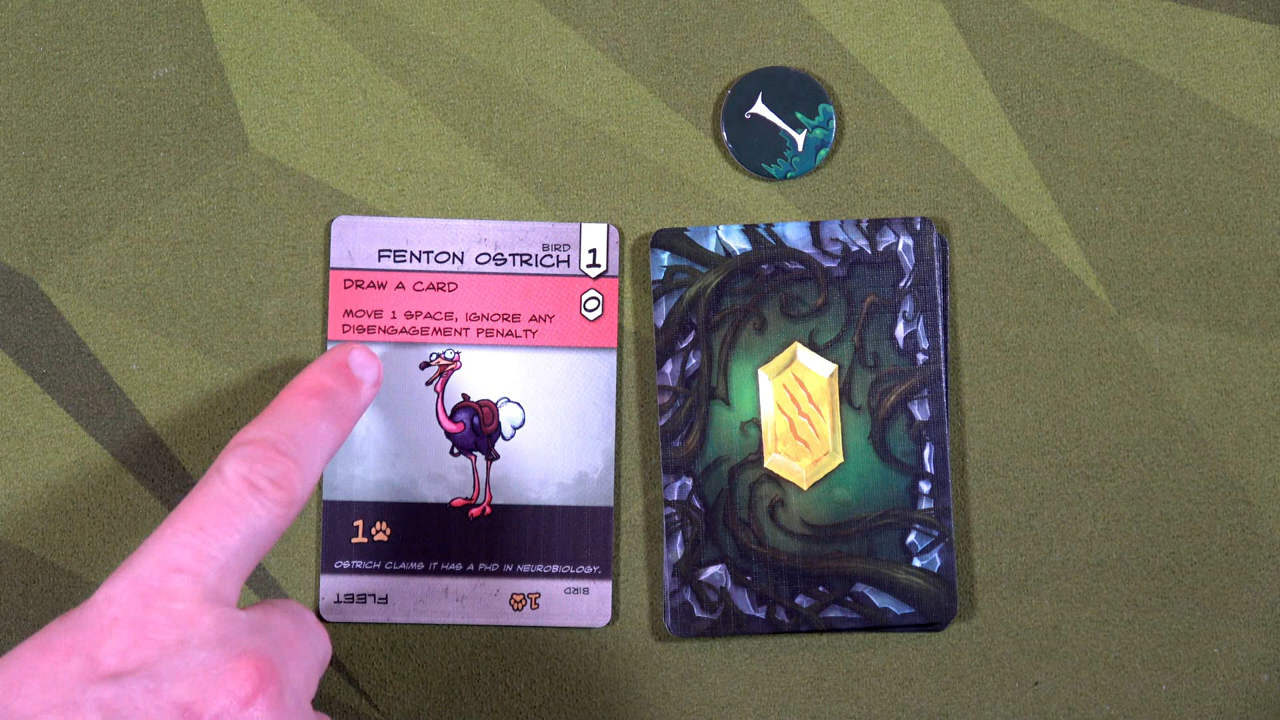 BIRD
FENTON OSTRICH
1
DRAW A CARD
0
MOVE 1 SPACE, IGNORE ANY
DISENGAGEMENT PENALTY
1
OSTRICH CLAIMS IT HAS A PHD IN NEUROBIOLOGY.
BIRD
1
FLEET
I